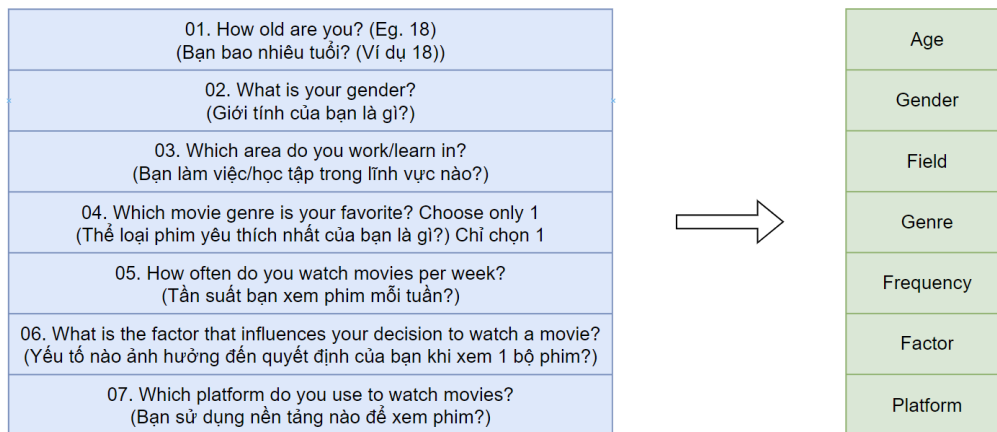 01. How old are you? (Eg. 18)
(Bạn bao nhiêu tuổi? (Ví dụ 18))
02. What is your gender?
(Giới tính của bạn là gì?)
03. Which area do you work/learn in?
(Bạn làm việc/học tập trong lĩnh vực nào?)
04. Which movie genre is your favorite? Choose only 1
(Thể loại phim yêu thích nhất của bạn là gì?) Chỉ chọn 1
05. How often do you watch movies per week?
(Tần suất bạn xem phim mỗi tuần?)
06. What is the factor that influences your decision to watch a movie?
(Yếu tố nào ảnh hưởng đến quyết định của bạn khi xem 1 bộ phim?)
07. Which platform do you use to watch movies?
(Bạn sử dụng nền tảng nào để xem phim?)
Age
Gender
Field
Genre
Frequency
Factor
Platform